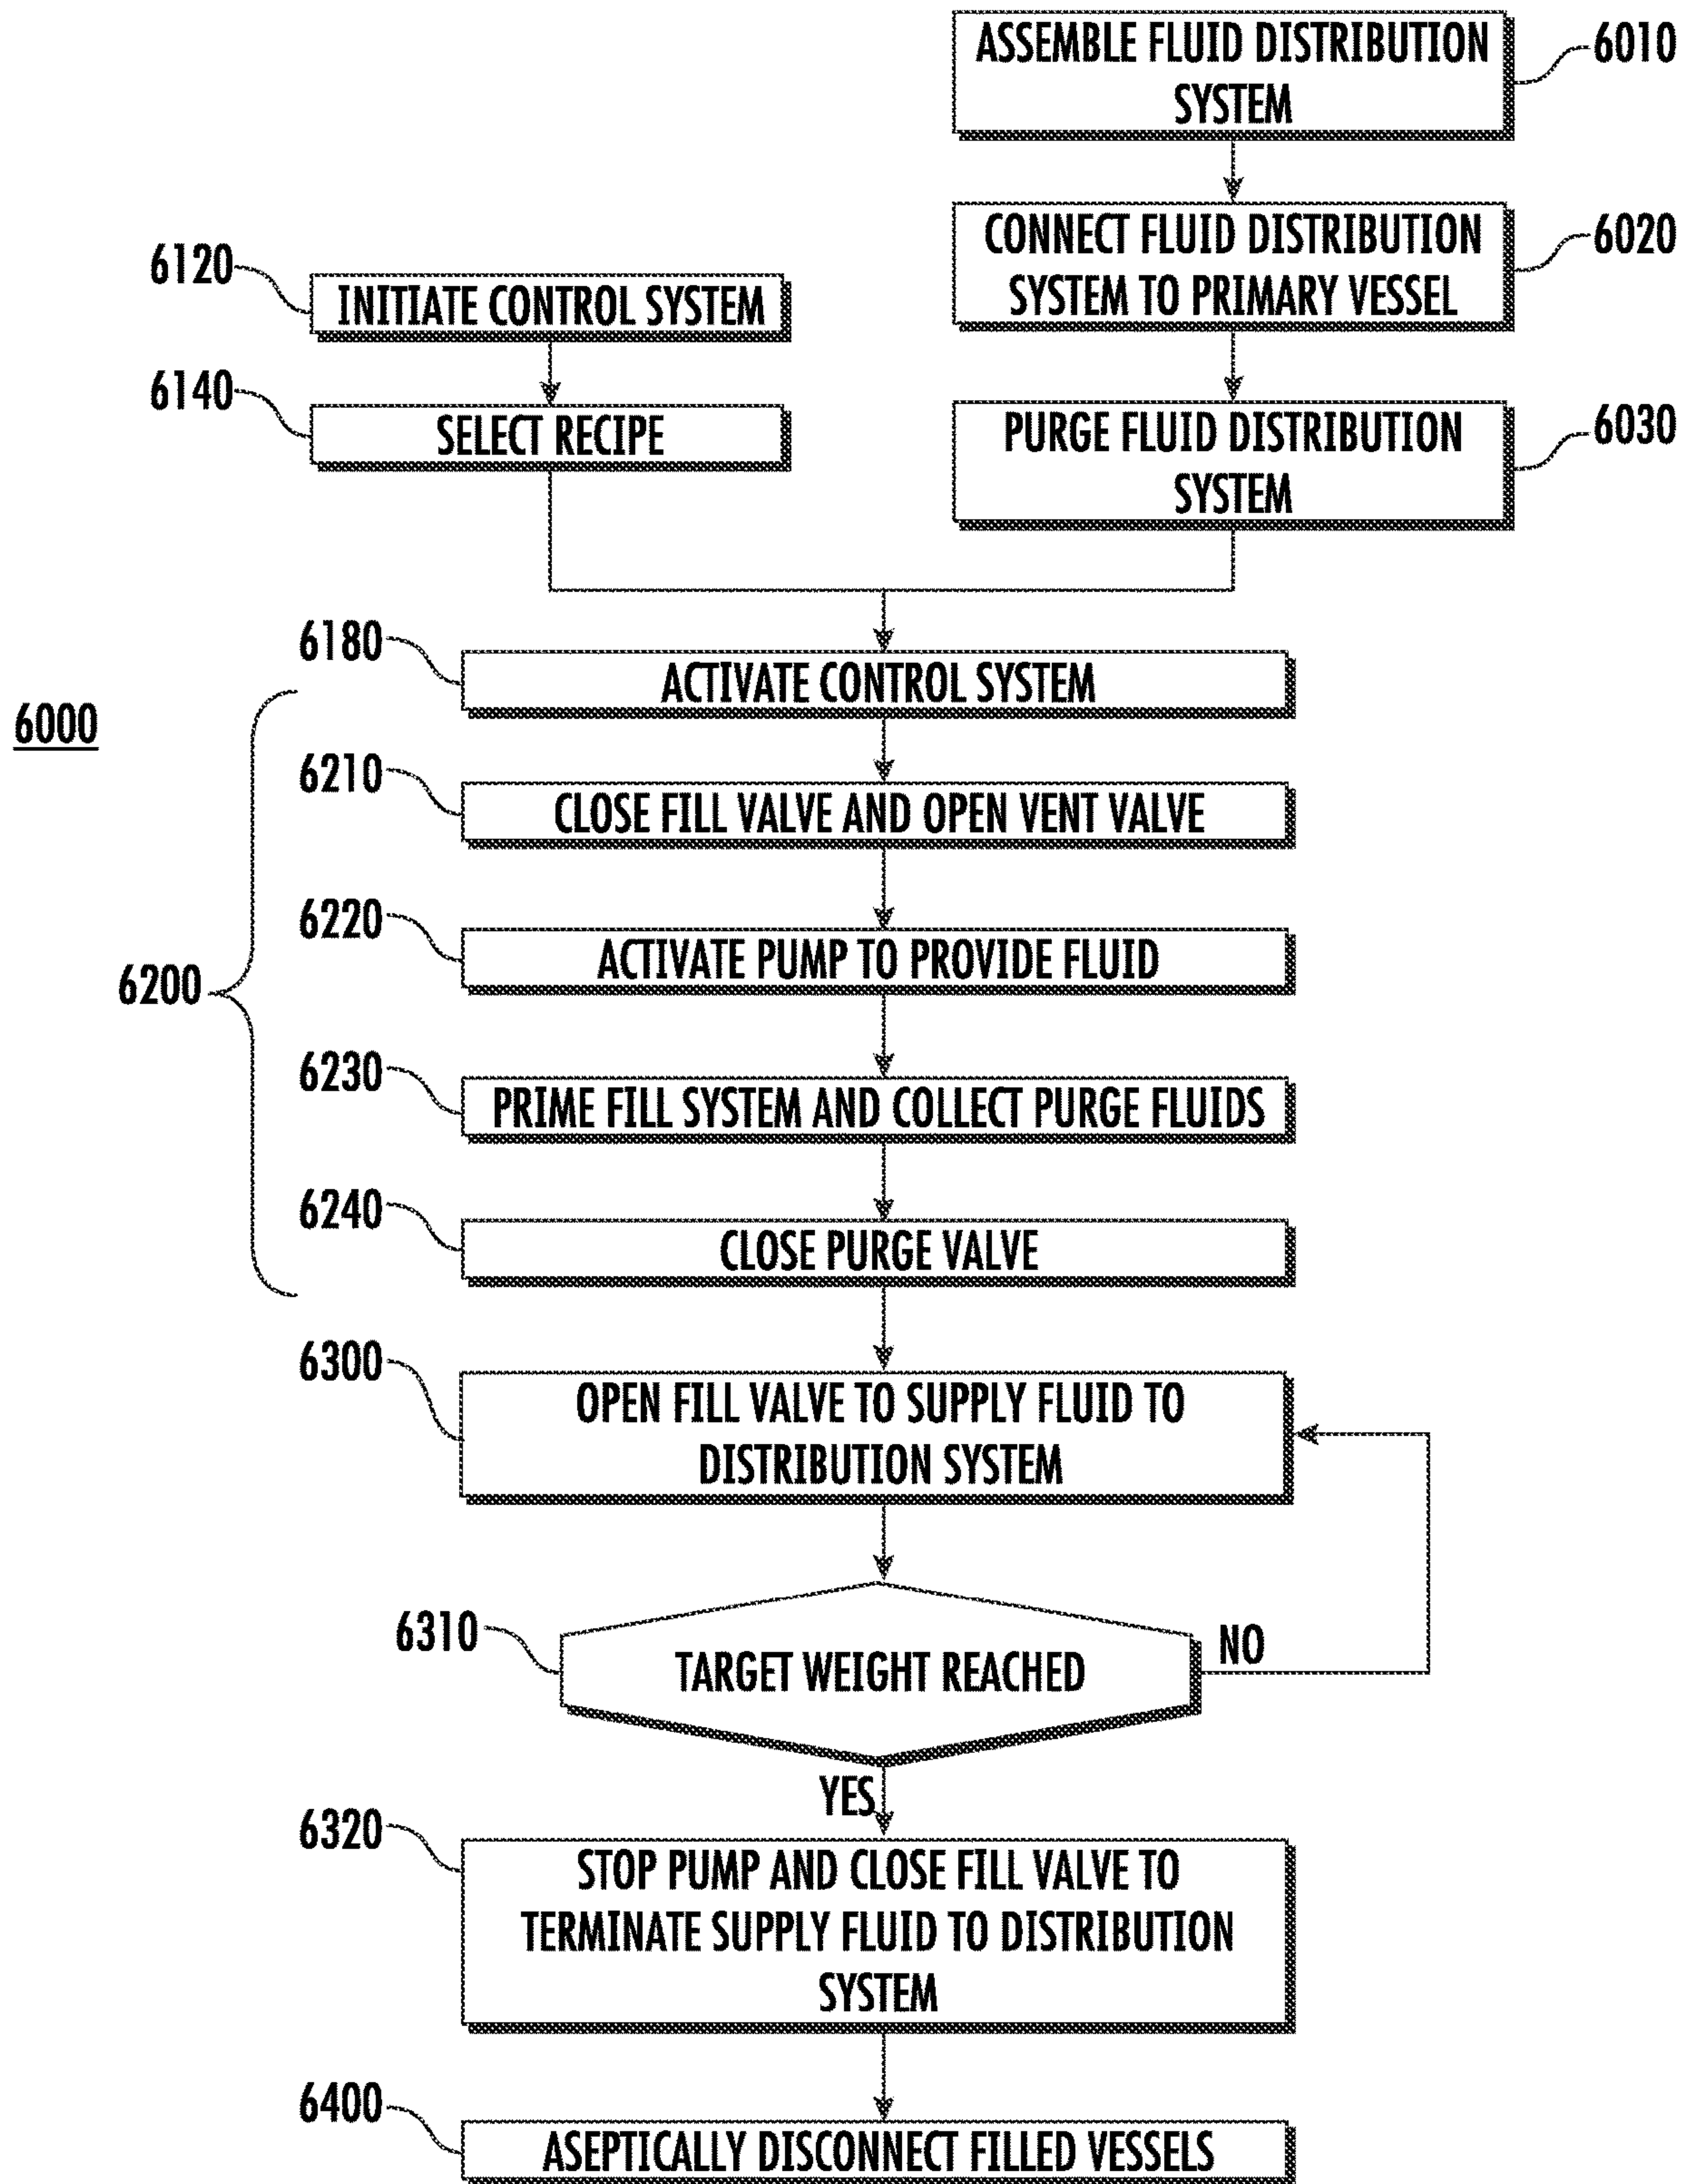 ASSEMBLE FLUID DISTRIBUTION
SYSTEM
6010
CONNECT FLUID DISTRIBUTION
SYSTEM TO PRIMARY VESSEL
6020
6120
INITIATE CONTROL SYSTEM
6140
SELECT RECIPE
PURGE FLUID DISTRIBUTION
SYSTEM
6030
6180
ACTIVATE CONTROL SYSTEM
6000
6210
CLOSE FILL VALVE AND OPEN VENT VALVE
6220
ACTIVATE PUMP TO PROVIDE FLUID
6200
6230
PRIME FILL SYSTEM AND COLLECT PURGE FLUIDS
6240
CLOSE PURGE VALVE
6300
OPEN FILL VALVE TO SUPPLY FLUID TO
DISTRIBUTION SYSTEM
6310
TARGET WEIGHT REACHED
NO
YES
6320
STOP PUMP AND CLOSE FILL VALVE TO
TERMINATE SUPPLY FLUID TO DISTRIBUTION
SYSTEM
6400
ASEPTICALLY DISCONNECT FILLED VESSELS